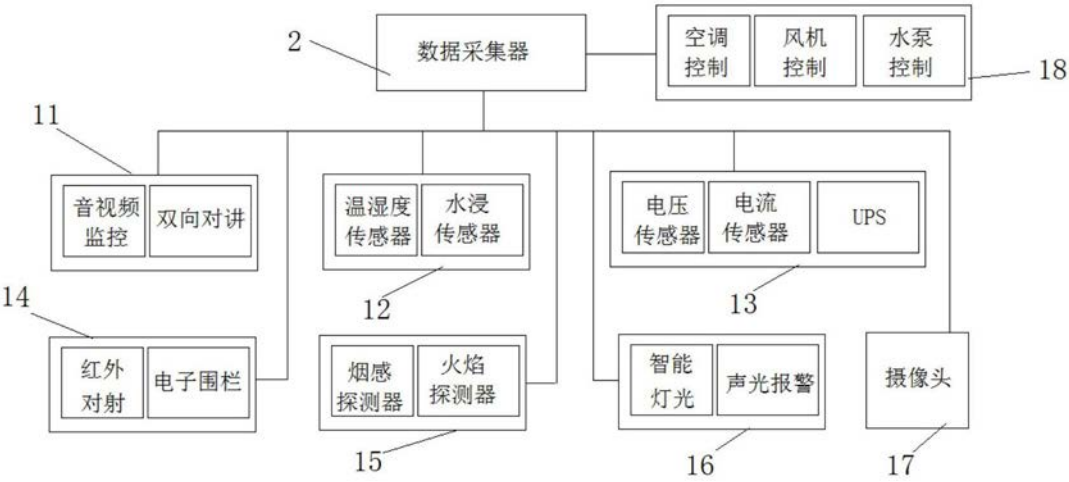 2
数据采集器
空调
控制
风机
控制
水泵
控制
18
11
音视频
监控
双向对讲
温湿度
传感器
水浸
传感器
12
电压
传感器
电流
传感器
UPS
13
14
红外
对射
电子围栏
烟感
探测器
火焰
探测器
15
智能
灯光
声光报警
16
摄像头
17